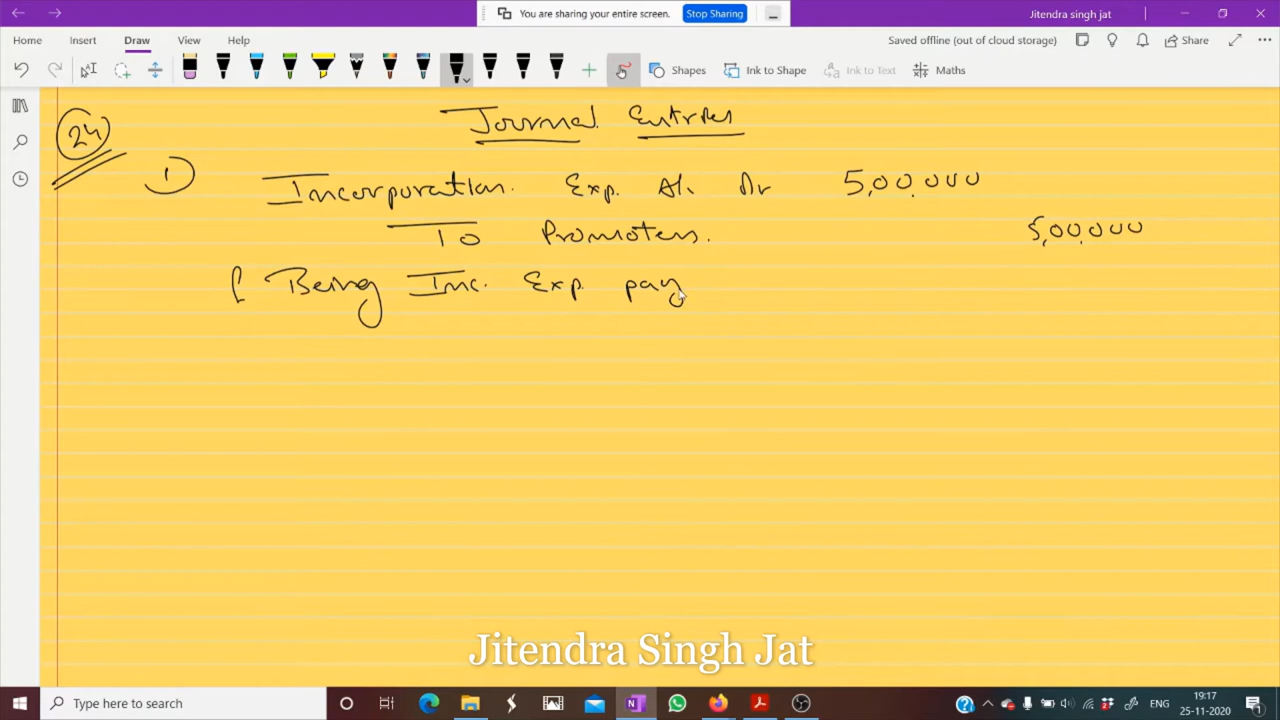 You are sharing your entire screen. Stop Sharing
Jitendra singh jat
Home Insert Draw View Help
Saved offline (out of cloud storage) Share
Shapes Ink to Shape Ink to Text Maths
24
Journal Entries
1) Incorporation. Exp. A/c Dr 5,00,000
To Promoters. 5,00,000
( Being Inc. Exp. pay
Jitendra Singh Jat
Type here to search
ENG
19:17
25-11-2020